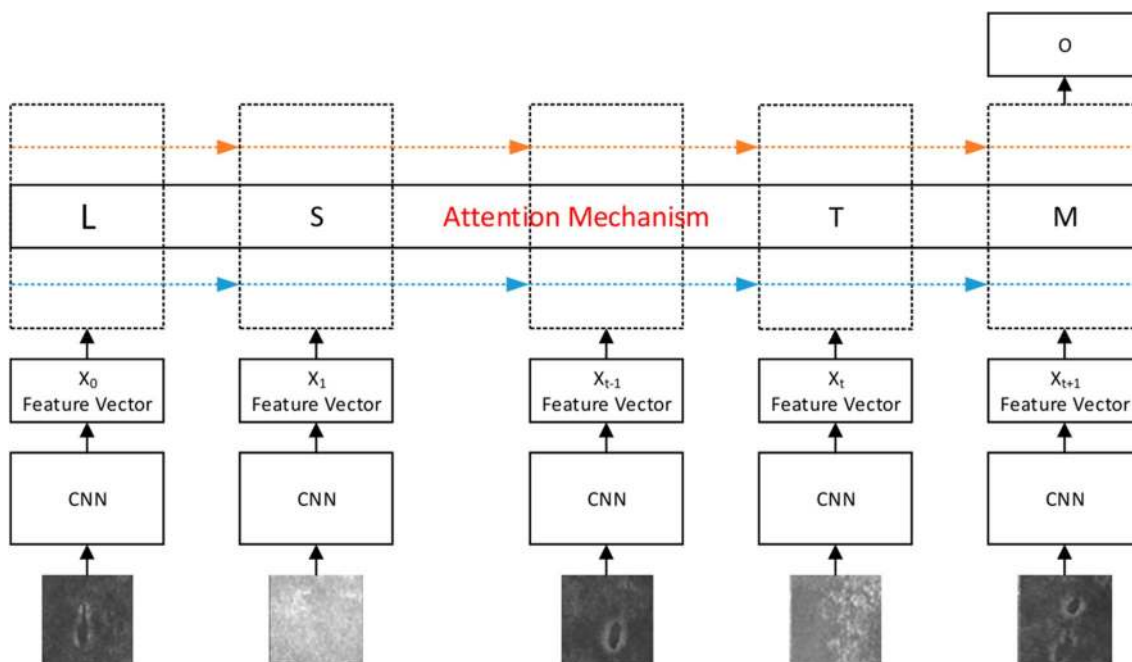 O
L
S
Attention Mechanism
T
M
X₀
Feature Vector
X₁
Feature Vector
Xₜ₋₁
Feature Vector
Xₜ
Feature Vector
Xₜ₊₁
Feature Vector
CNN
CNN
CNN
CNN
CNN